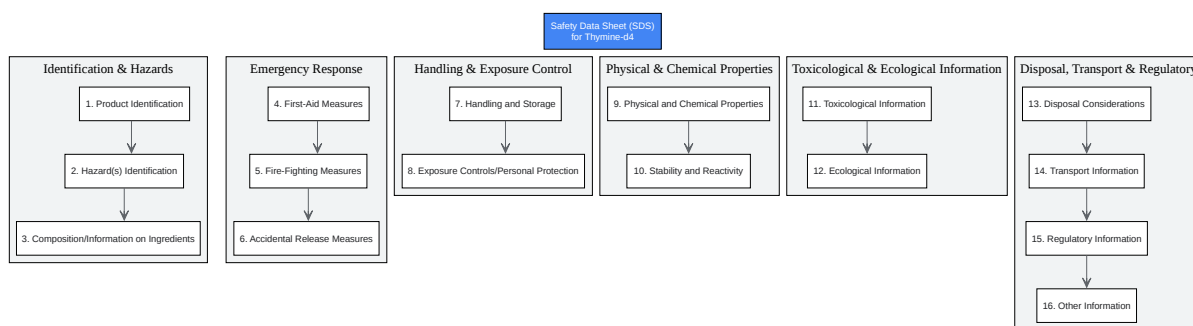 Safety Data Sheet (SDS)
for Thymine-d4
Identification & Hazards
1. Product Identification
2. Hazard(s) Identification
3. Composition/Information on Ingredients
Emergency Response
4. First-Aid Measures
5. Fire-Fighting Measures
6. Accidental Release Measures
Handling & Exposure Control
7. Handling and Storage
8. Exposure Controls/Personal Protection
Physical & Chemical Properties
9. Physical and Chemical Properties
10. Stability and Reactivity
Toxicological & Ecological Information
11. Toxicological Information
12. Ecological Information
Disposal, Transport & Regulatory
13. Disposal Considerations
14. Transport Information
15. Regulatory Information
16. Other Information